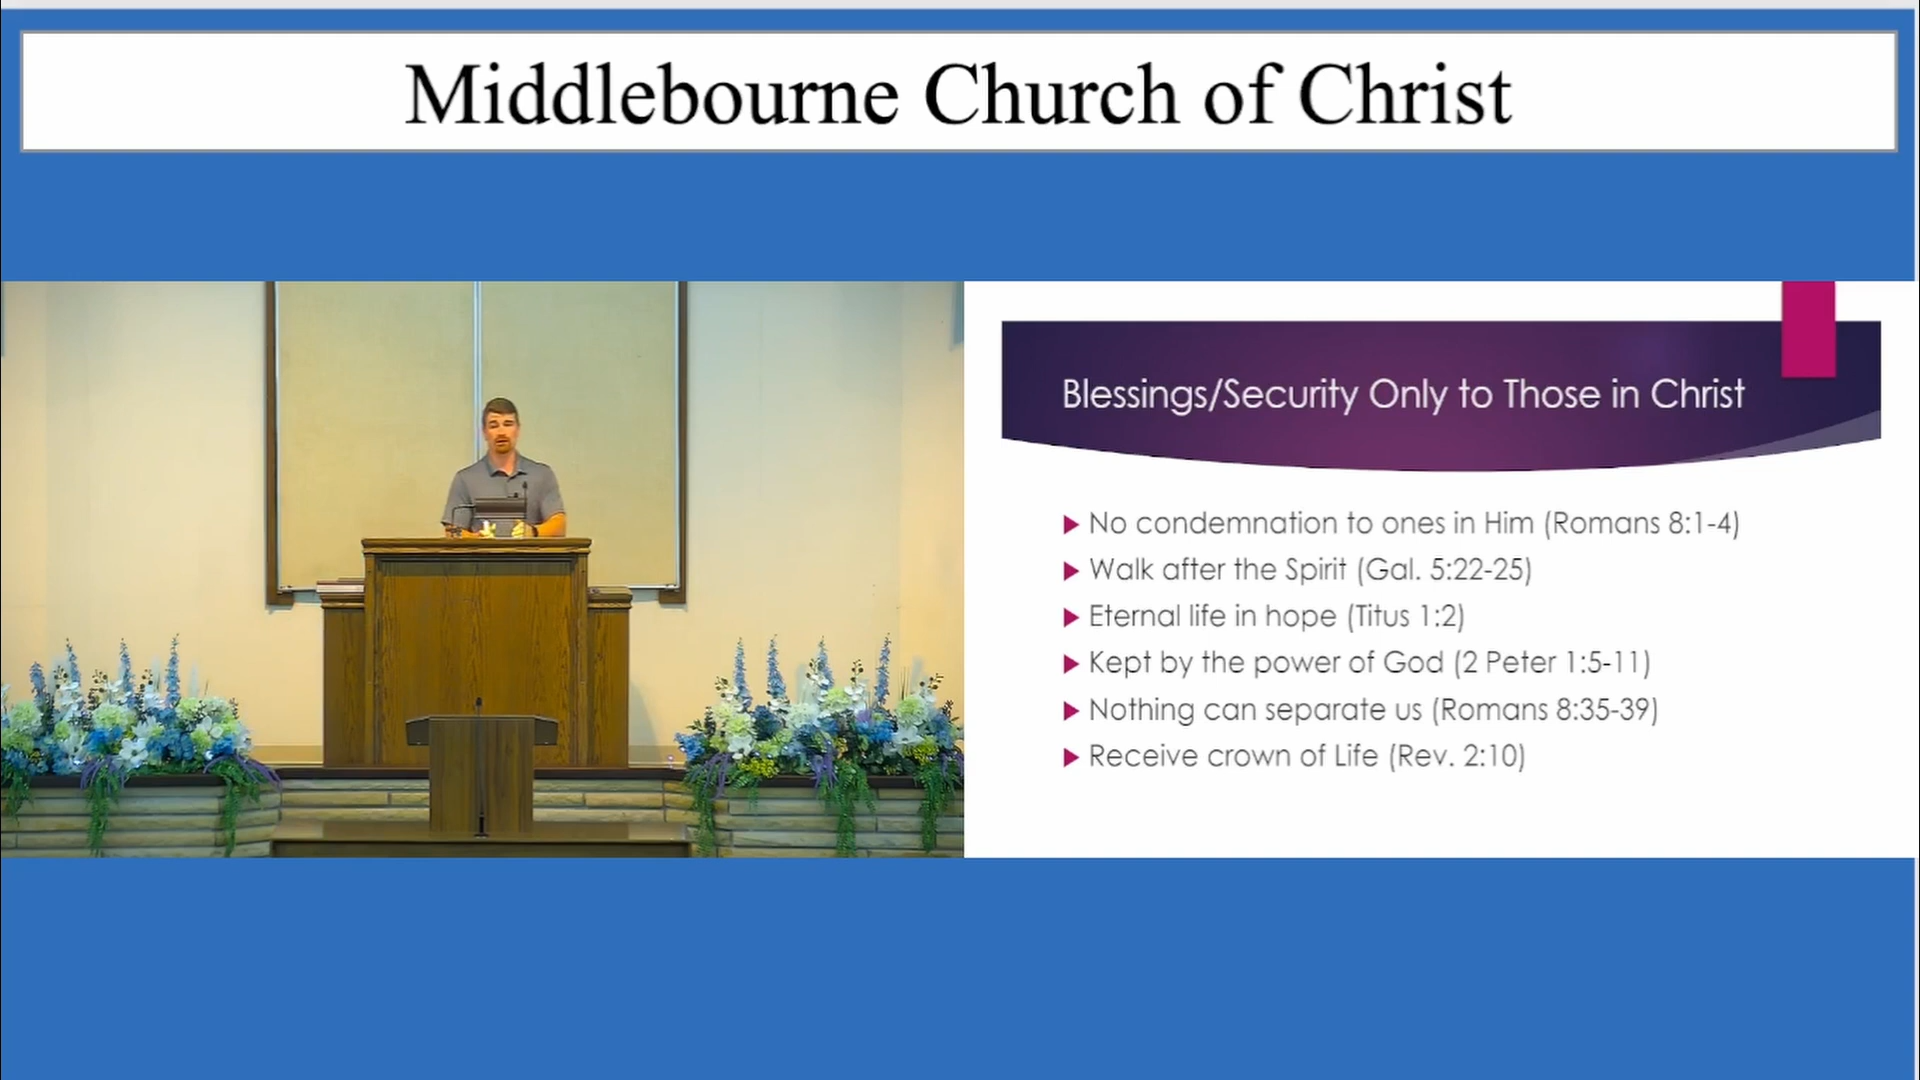 Middlebourne Church of Christ
Blessings/Security Only to Those in Christ
No condemnation to ones in Him (Romans 8:1-4)
Walk after the Spirit (Gal. 5:22-25)
Eternal life in hope (Titus 1:2)
Kept by the power of God (2 Peter 1:5-11)
Nothing can separate us (Romans 8:35-39)
Receive crown of Life (Rev. 2:10)